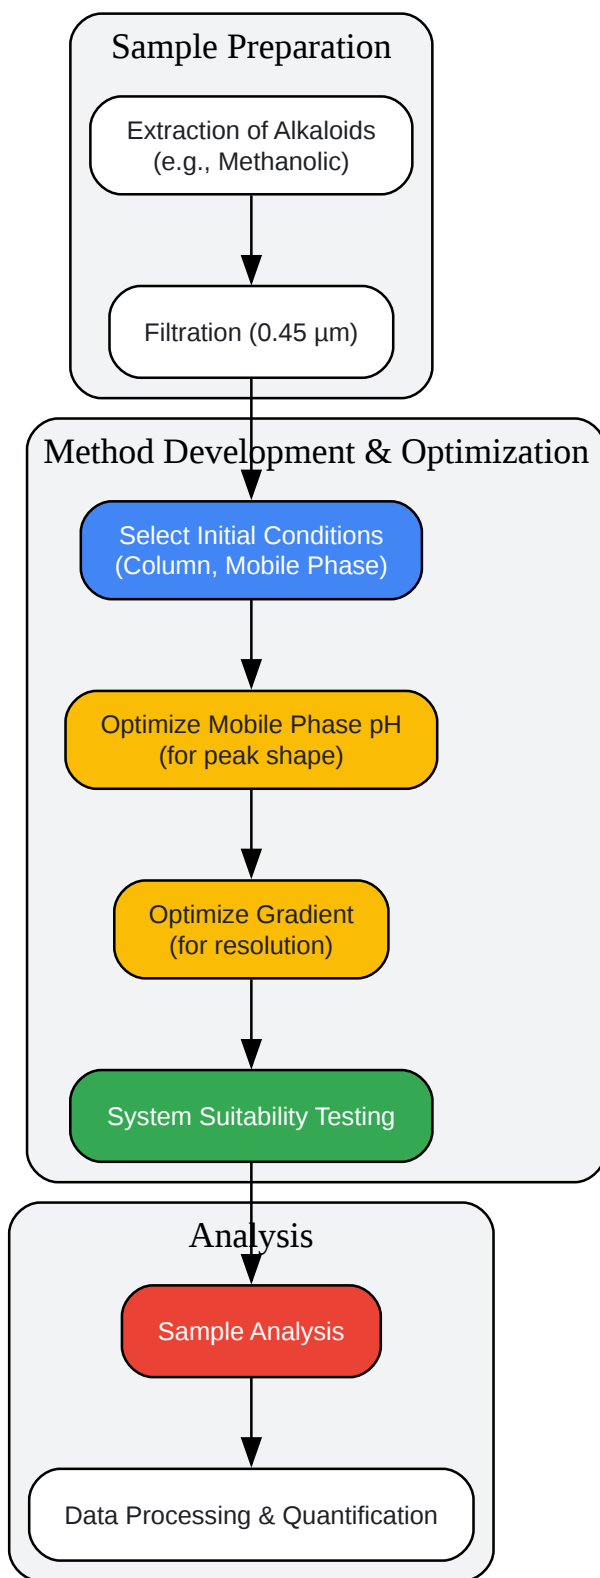 Sample Preparation
Extraction of Alkaloids
(e.g., Methanolic)
Filtration (0.45 µm)
Method Development & Optimization
Select Initial Conditions
(Column, Mobile Phase)
Optimize Mobile Phase pH
(for peak shape)
Optimize Gradient
(for resolution)
System Suitability Testing
Analysis
Sample Analysis
Data Processing & Quantification